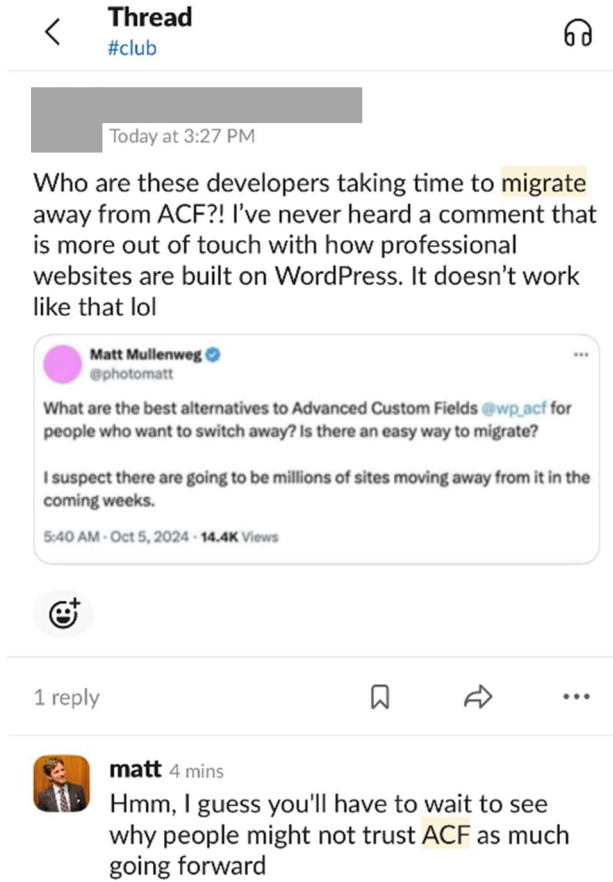 Thread
#club
Today at 3:27 PM
Who are these developers taking time to migrate
away from ACF?! I've never heard a comment that
is more out of touch with how professional
websites are built on WordPress. It doesn't work
like that lol
Matt Mullenweg
@photomatt
What are the best alternatives to Advanced Custom Fields @wp_acf for
people who want to switch away? Is there an easy way to migrate?
I suspect there are going to be millions of sites moving away from it in the
coming weeks.
5:40 AM · Oct 5, 2024 · 14.4K Views
1 reply
matt 4 mins
Hmm, I guess you'll have to wait to see
why people might not trust ACF as much
going forward